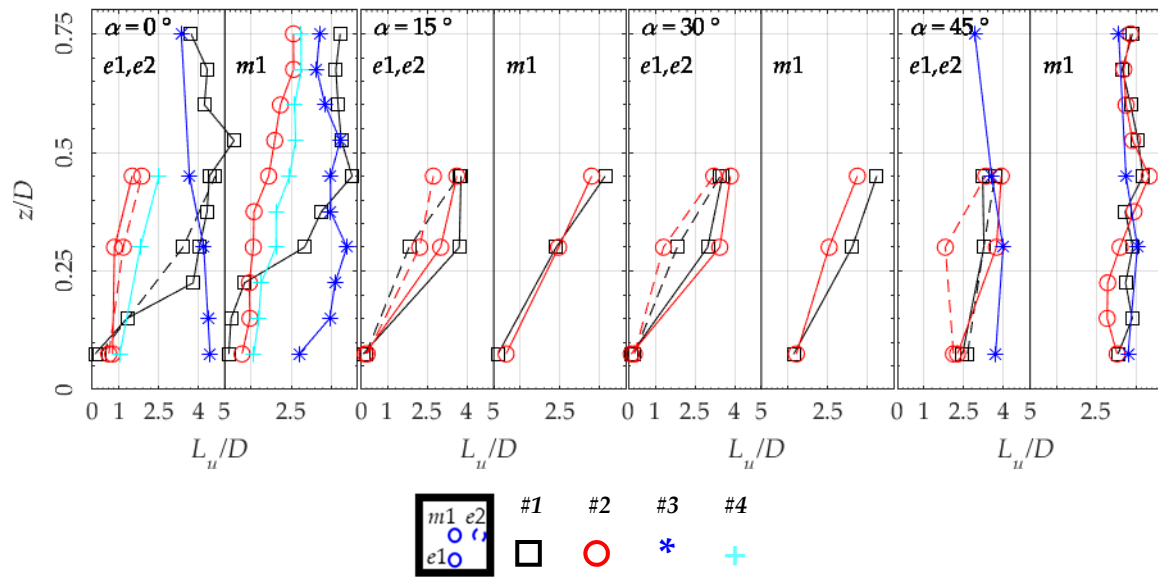 α = 0 ° α = 15 ° α = 30 ° α = 45 °
e1,e2 m1 e1,e2 m1 e1,e2 m1 e1,e2 m1
0.75
0.5
0.25
0
z/D
0 1 2.5 4 5 2.5 0 1 2.5 4 5 2.5 0 1 2.5 4 5 2.5 0 1 2.5 4 5 2.5
L_u/D L_u/D L_u/D L_u/D
#1 #2 #3 #4
m1 e2
e1